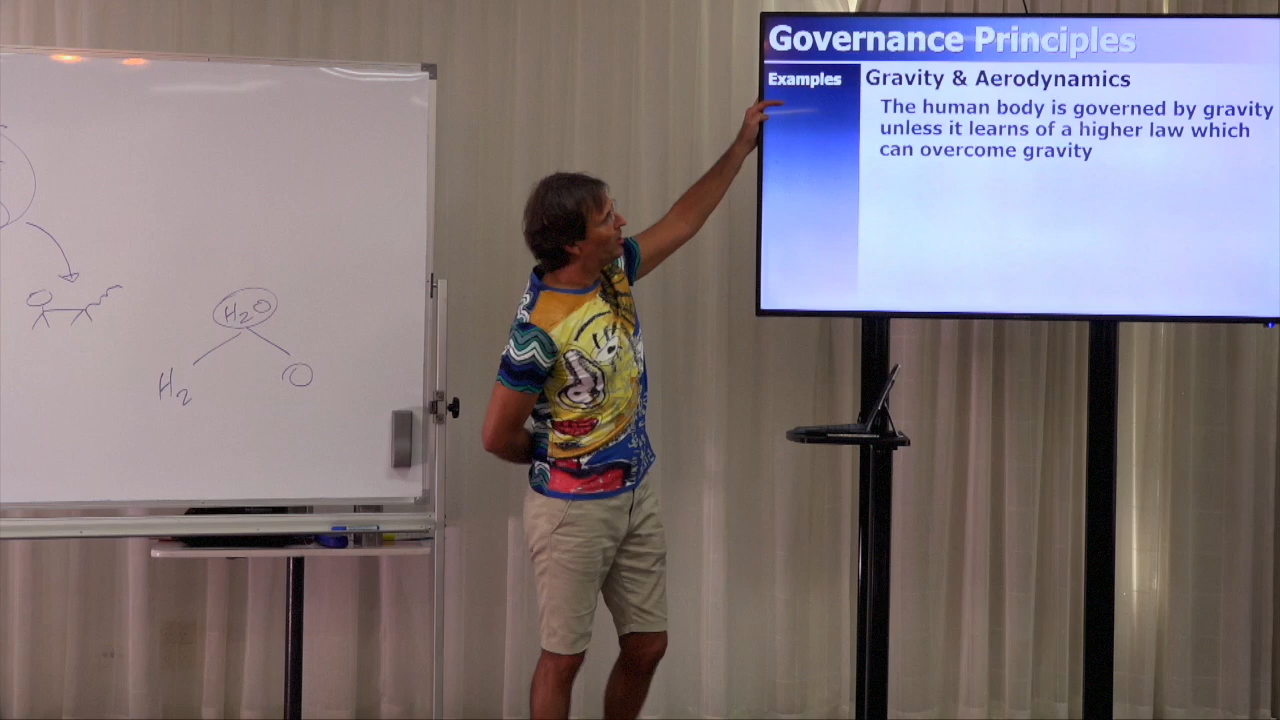 Governance Principles
Examples
Gravity & Aerodynamics
The human body is governed by gravity
unless it learns of a higher law which
can overcome gravity
H2O
H2
O